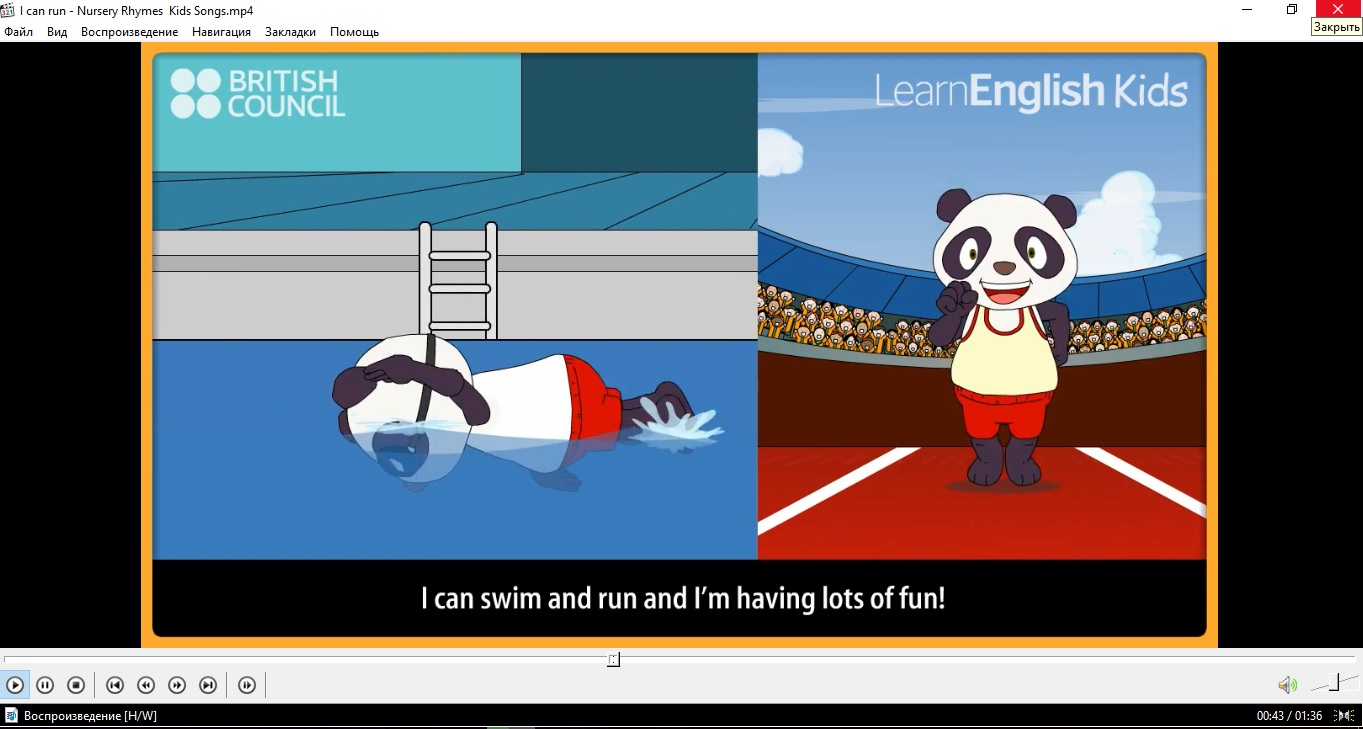 I can run - Nursery Rhymes  Kids Songs.mp4
Файл Вид Воспроизведение Навигация Закладки Помощь
Закрыть
BRITISH
COUNCIL
LearnEnglish Kids
I can swim and run and I'm having lots of fun!
Воспроизведение [H/W]
00:43 / 01:36